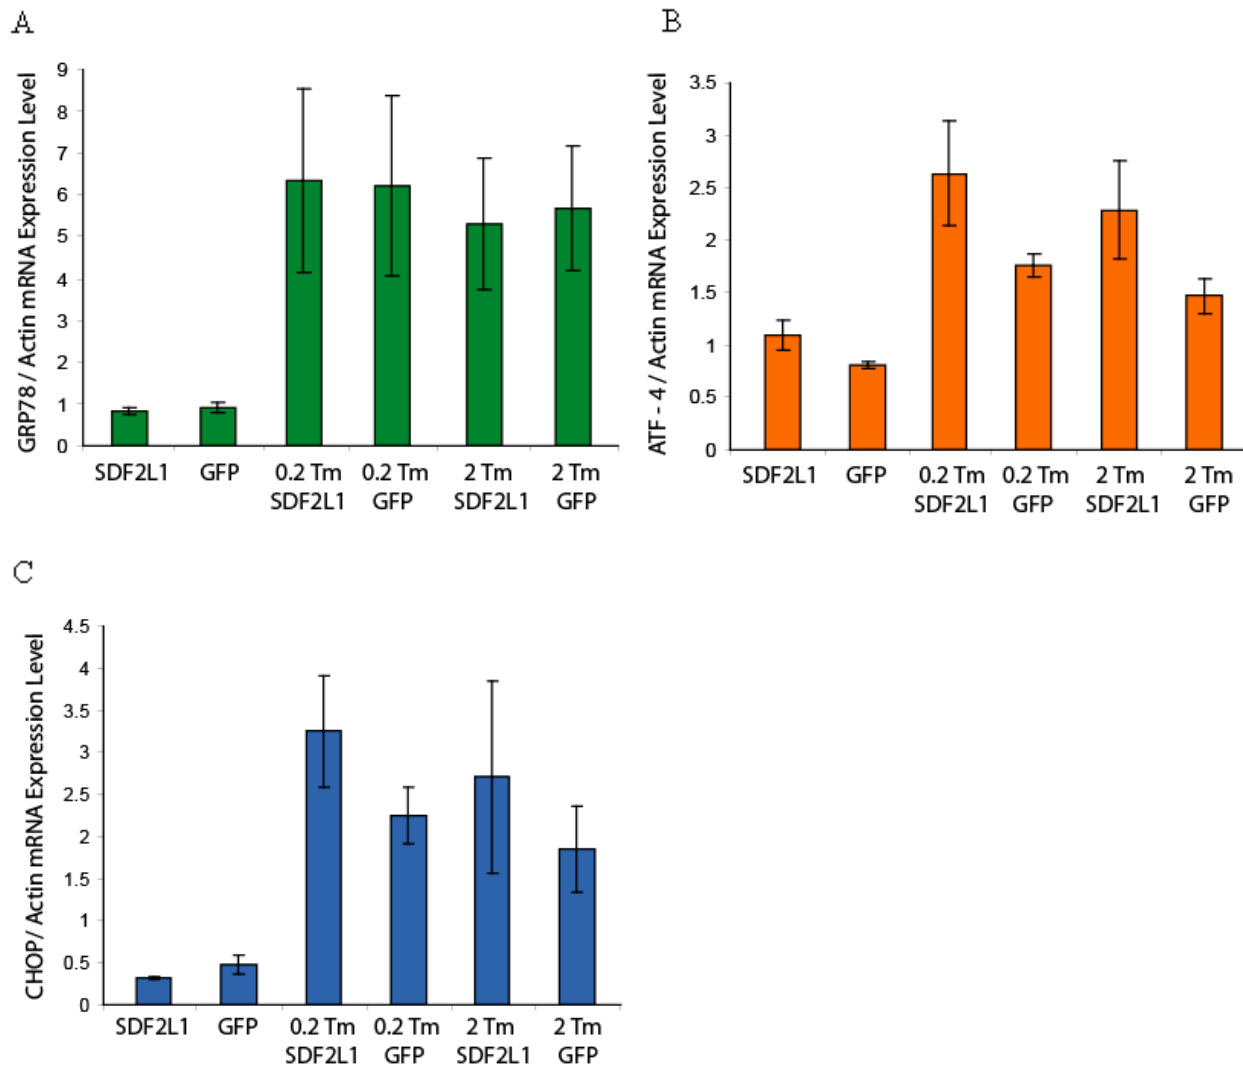 A
GRP78 / Actin mRNA Expression Level
9
8
7
6
5
4
3
2
1
0
SDF2L1 GFP 0.2 Tm 0.2 Tm 2 Tm 2 Tm
SDF2L1 GFP SDF2L1 GFP
B
ATF - 4 / Actin mRNA Expression Level
3.5
3
2.5
2
1.5
1
0.5
0
SDF2L1 GFP 0.2 Tm 0.2 Tm 2 Tm 2 Tm
SDF2L1 GFP SDF2L1 GFP
C
CHOP/ Actin mRNA Expression Level
4.5
4
3.5
3
2.5
2
1.5
1
0.5
0
SDF2L1 GFP 0.2 Tm 0.2 Tm 2 Tm 2 Tm
SDF2L1 GFP SDF2L1 GFP